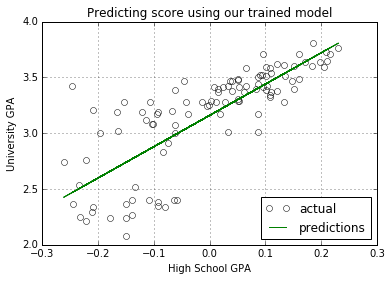 Predicting score using our trained model
4.0
3.5
3.0
2.5
2.0
University GPA
−0.3
−0.2
−0.1
0.0
0.1
0.2
0.3
High School GPA
actual
predictions